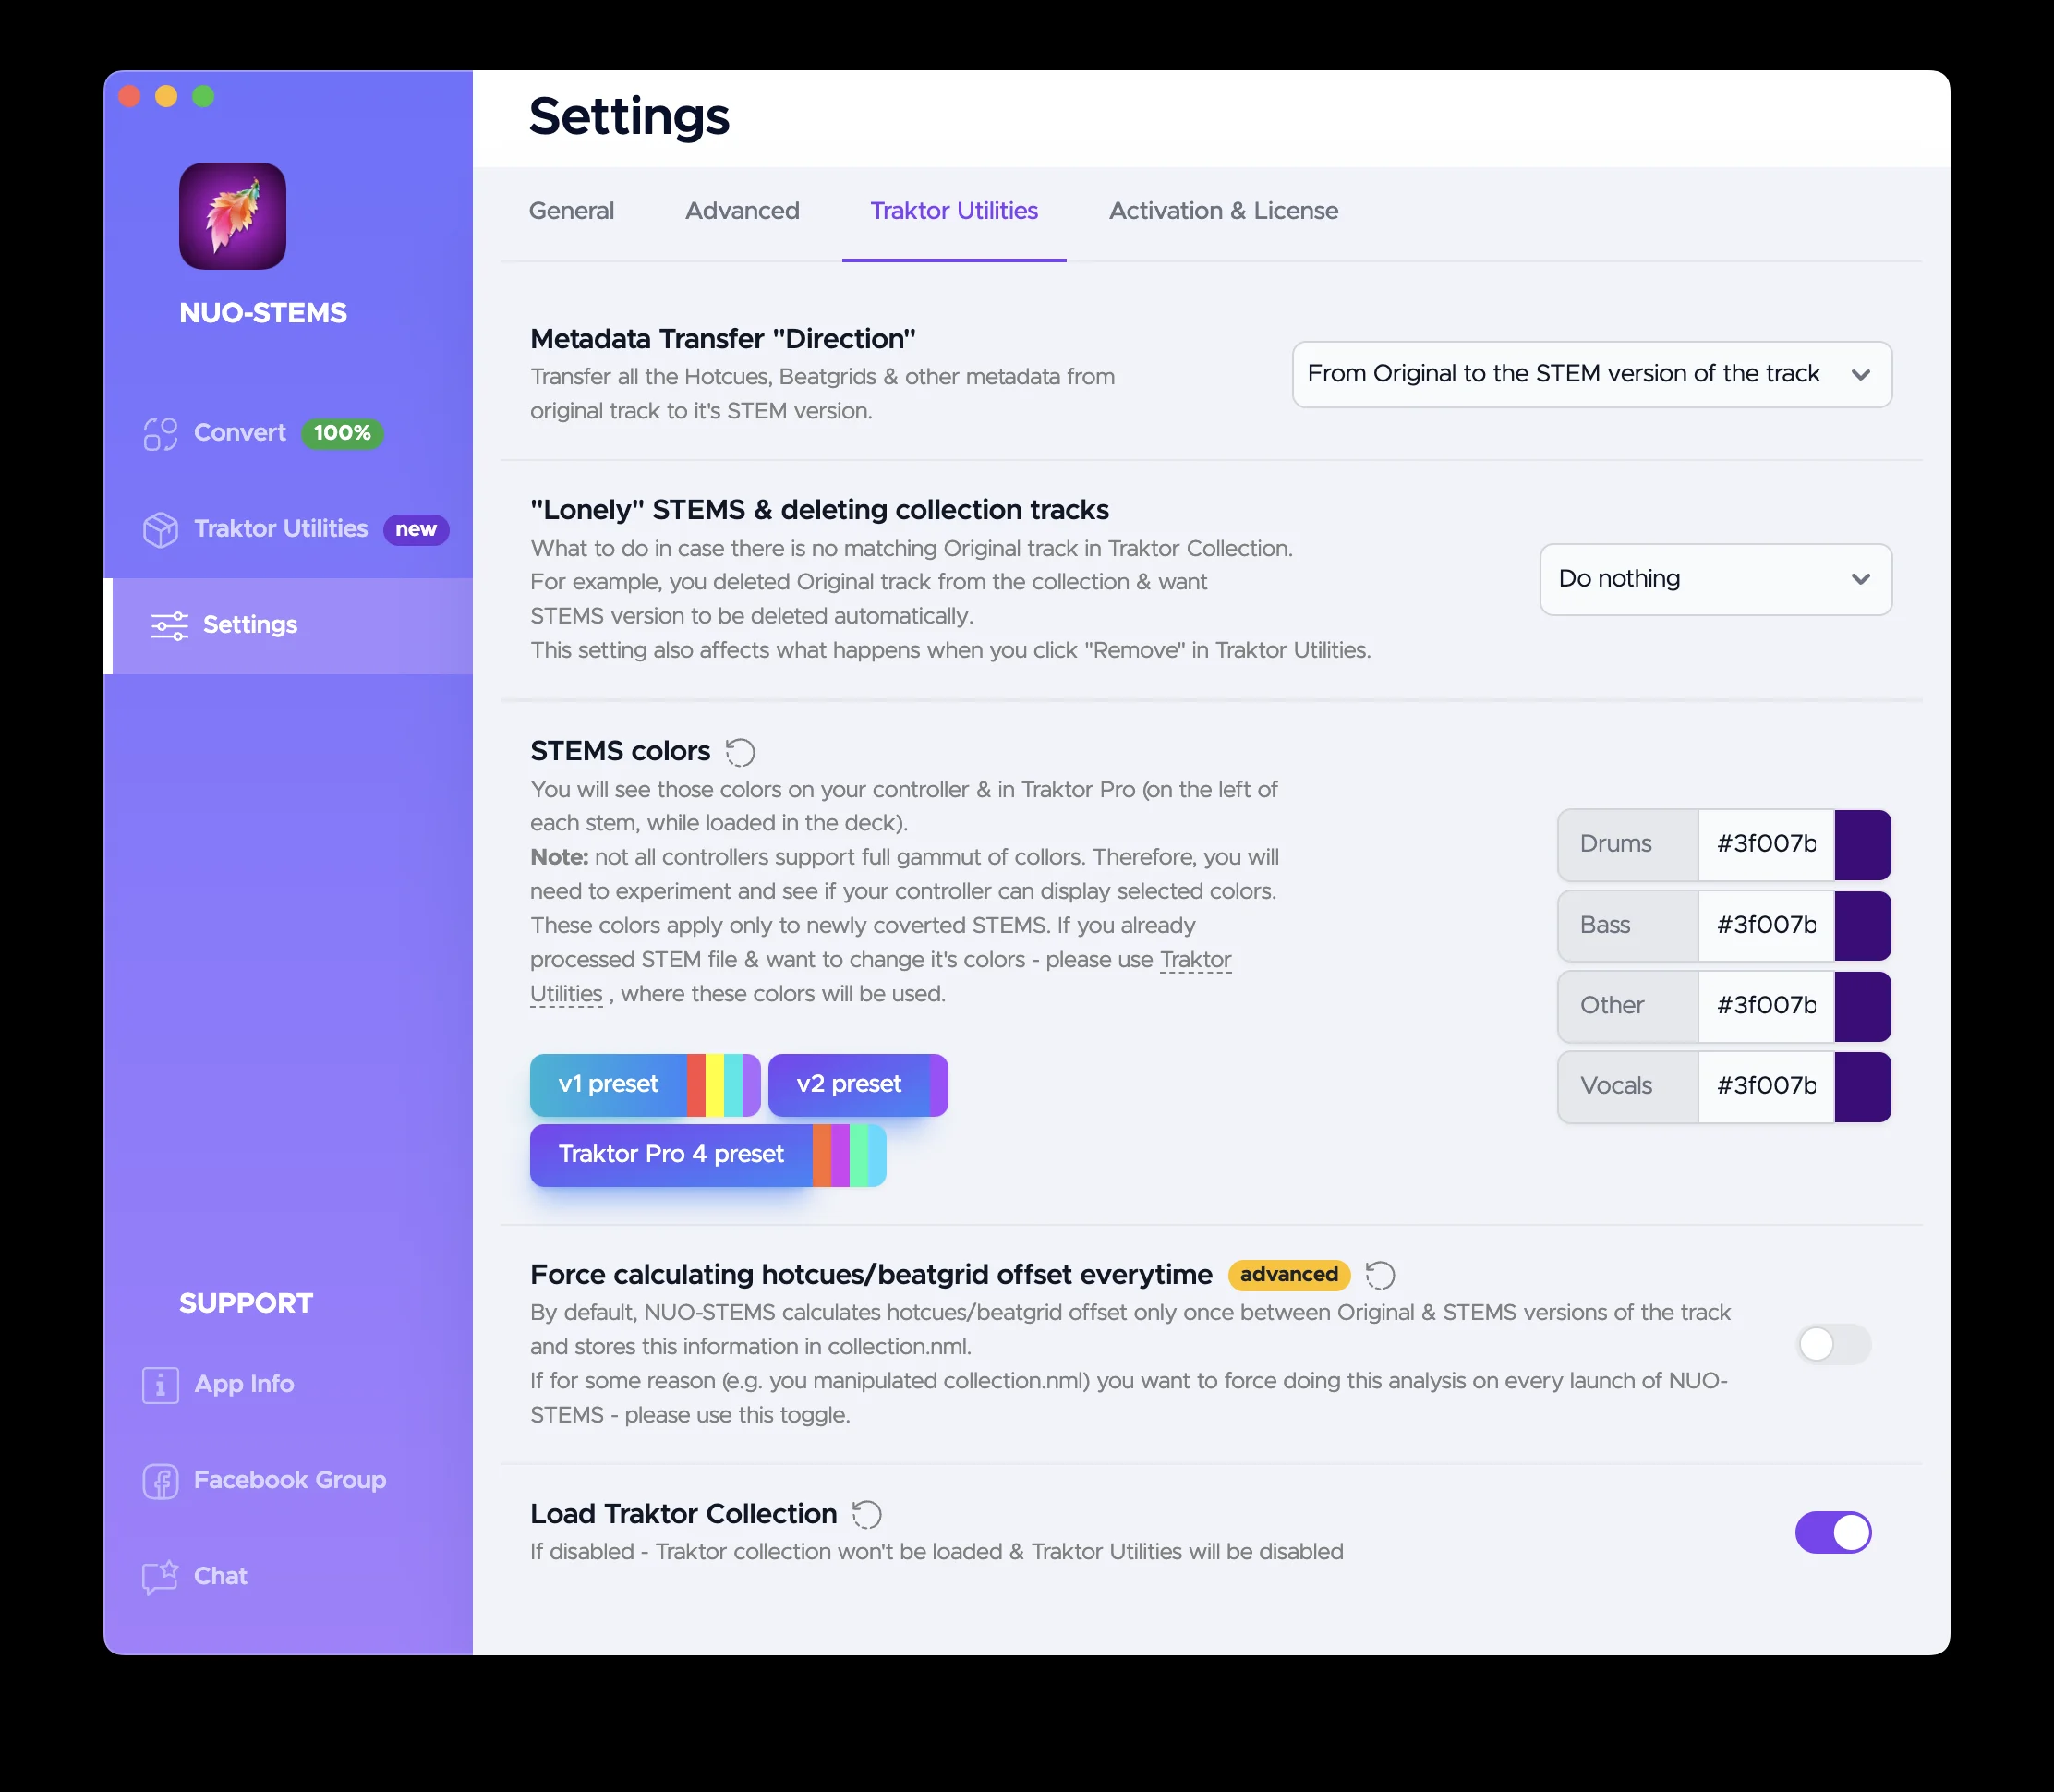 Settings
NUO-STEMS
Convert 100%
Traktor Utilities new
Settings
SUPPORT
App Info
Facebook Group
Chat
General Advanced Traktor Utilities Activation & License
Metadata Transfer "Direction"
Transfer all the Hotcues, Beatgrids & other metadata from
original track to it's STEM version.
From Original to the STEM version of the track
"Lonely" STEMS & deleting collection tracks
What to do in case there is no matching Original track in Traktor Collection.
For example, you deleted Original track from the collection & want
STEMS version to be deleted automatically.
This setting also affects what happens when you click "Remove" in Traktor Utilities.
Do nothing
STEMS colors
You will see those colors on your controller & in Traktor Pro (on the left of
each stem, while loaded in the deck).
Note: not all controllers support full gammut of collors. Therefore, you will
need to experiment and see if your controller can display selected colors.
These colors apply only to newly coverted STEMS. If you already
processed STEM file & want to change it's colors - please use Traktor
Utilities , where these colors will be used.
v1 preset v2 preset
Traktor Pro 4 preset
Drums #3f007b
Bass #3f007b
Other #3f007b
Vocals #3f007b
Force calculating hotcues/beatgrid offset everytime advanced
By default, NUO-STEMS calculates hotcues/beatgrid offset only once between Original & STEMS versions of the track
and stores this information in collection.nml.
If for some reason (e.g. you manipulated collection.nml) you want to force doing this analysis on every launch of NUO-
STEMS - please use this toggle.
Load Traktor Collection
If disabled - Traktor collection won't be loaded & Traktor Utilities will be disabled